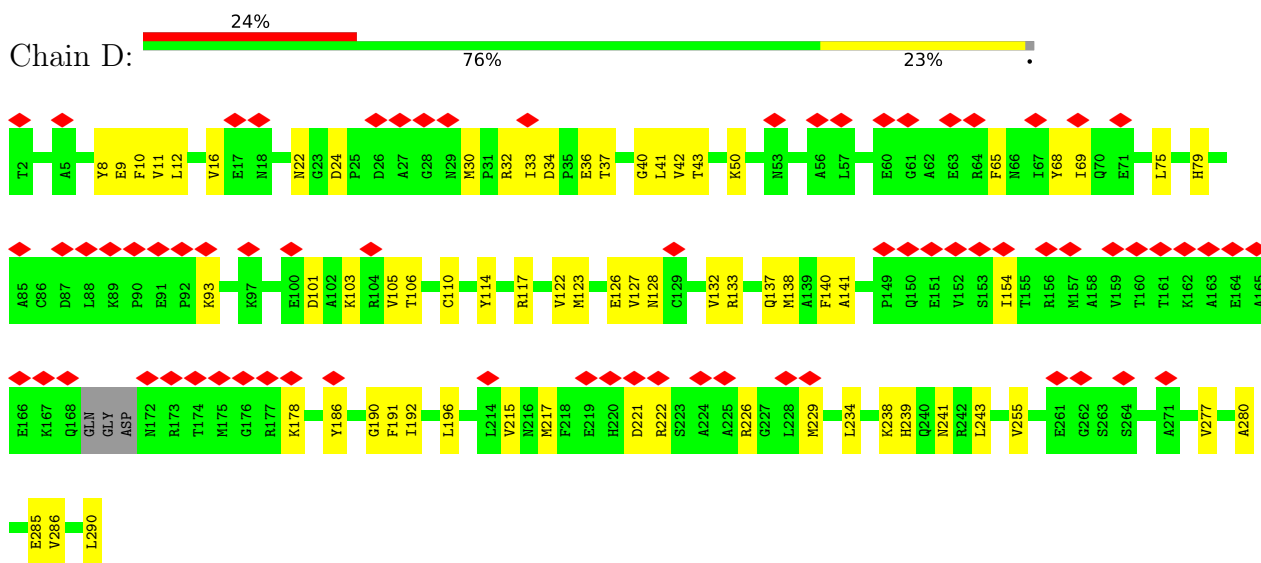 24%
Chain D:
76% 23% •
T2 A5 Y8 E9 F10 V11 L12 V16 E17 N18 N22 G23 D24 P25 D26 A27 G28 N29 M30 P31 R32 I33 D34 P35 E36 T37 G40 L41 V42 T43 K50 N53 A56 L57 E60 G61 A62 E63 R64 F65 N66 I67 Y68 I69 Q70 E71 L75 H79
A85 C86 D87 L88 K89 P90 E91 P92 K93 K97 E100 D101 A102 K103 R104 V105 T106 C110 Y114 R117 V122 M123 E126 V127 N128 C129 V132 R133 Q137 M138 A139 F140 A141 P149 Q150 E151 V152 S153 I154 T155 R156 M157 A158 V159 T160 T161 K162 A163 E164 A165
E166 K167 Q168 GLN GLY ASP N172 R173 T174 M175 G176 R177 K178 Y186 G190 F191 I192 L196 L214 V215 N216 M217 F218 E219 H220 D221 R222 S223 A224 A225 R226 G227 L228 M229 L234 K238 H239 Q240 N241 R242 L243 V255 E261 G262 S263 S264 A271 V277 A280
E285 V286 L290